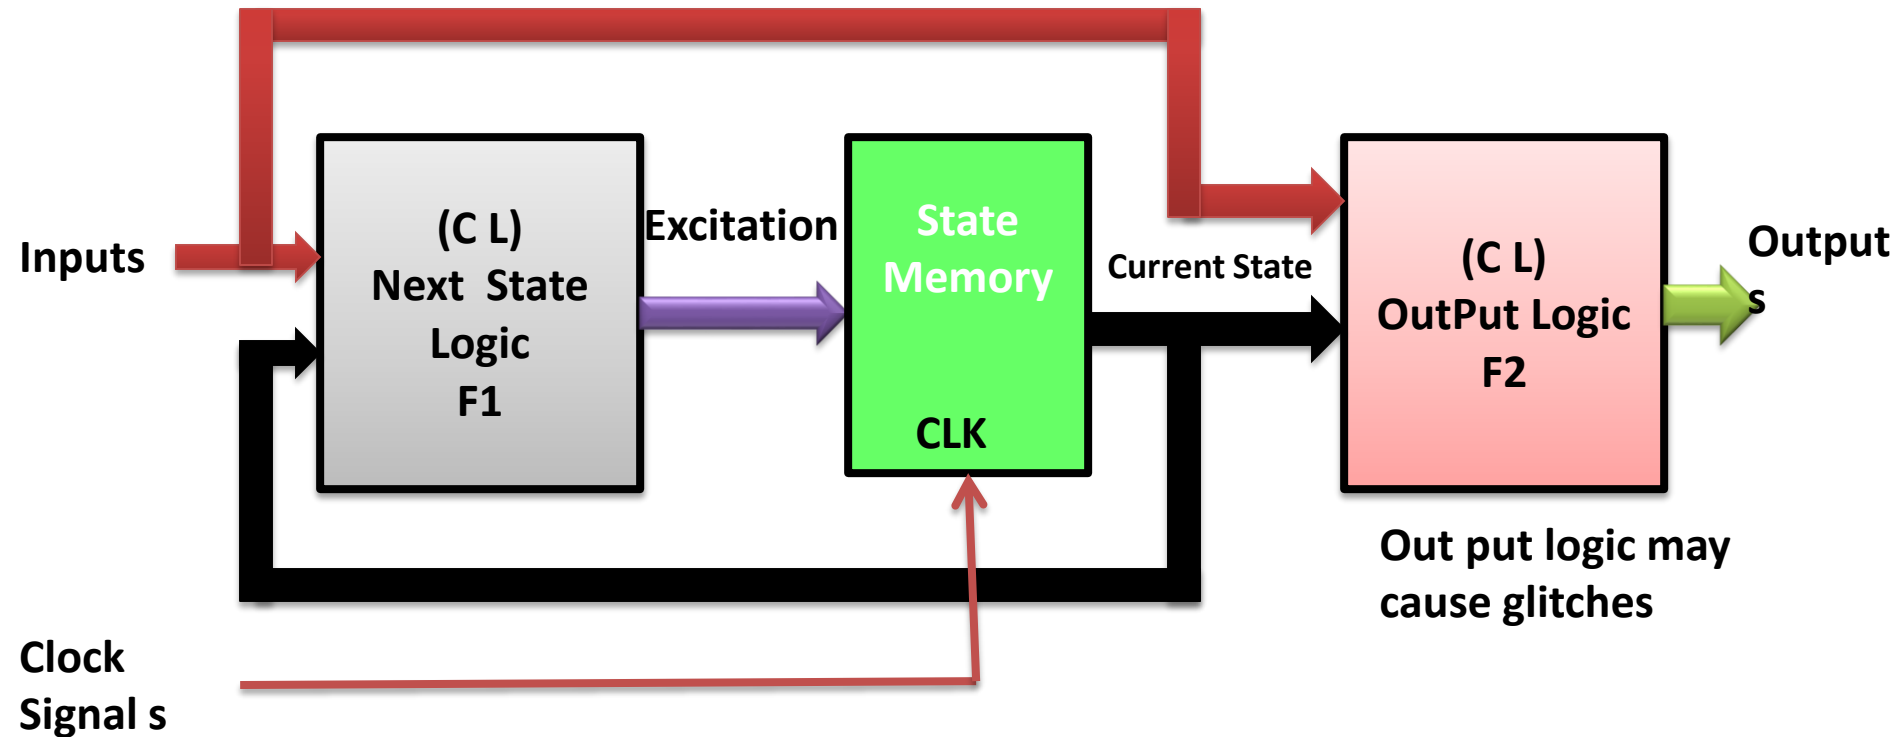 Inputs
(C L)
Next  State
Logic
F1
Excitation
State
Memory
CLK
Current State
(C L)
OutPut Logic
F2
Output
s
Out put logic may
cause glitches
Clock
Signal s